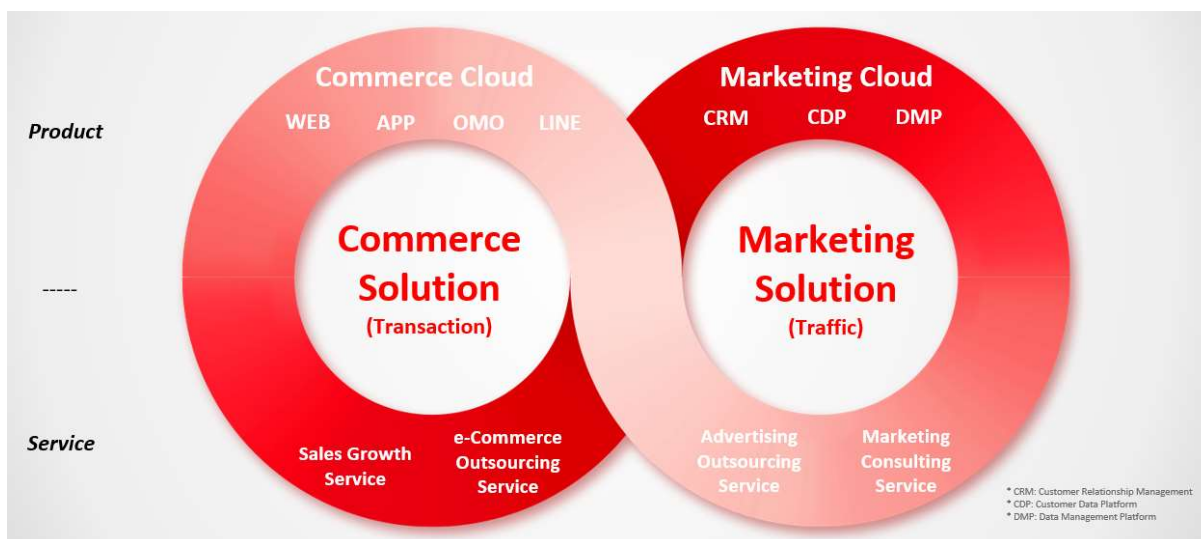 Commerce Cloud
WEB APP OMO LINE
Marketing Cloud
CRM CDP DMP
Product
Commerce
Solution
(Transaction)
Marketing
Solution
(Traffic)
-----
Service
Sales Growth
Service
e-Commerce
Outsourcing
Service
Advertising
Outsourcing
Service
Marketing
Consulting
Service
* CRM: Customer Relationship Management
* CDP: Customer Data Platform
* DMP: Data Management Platform